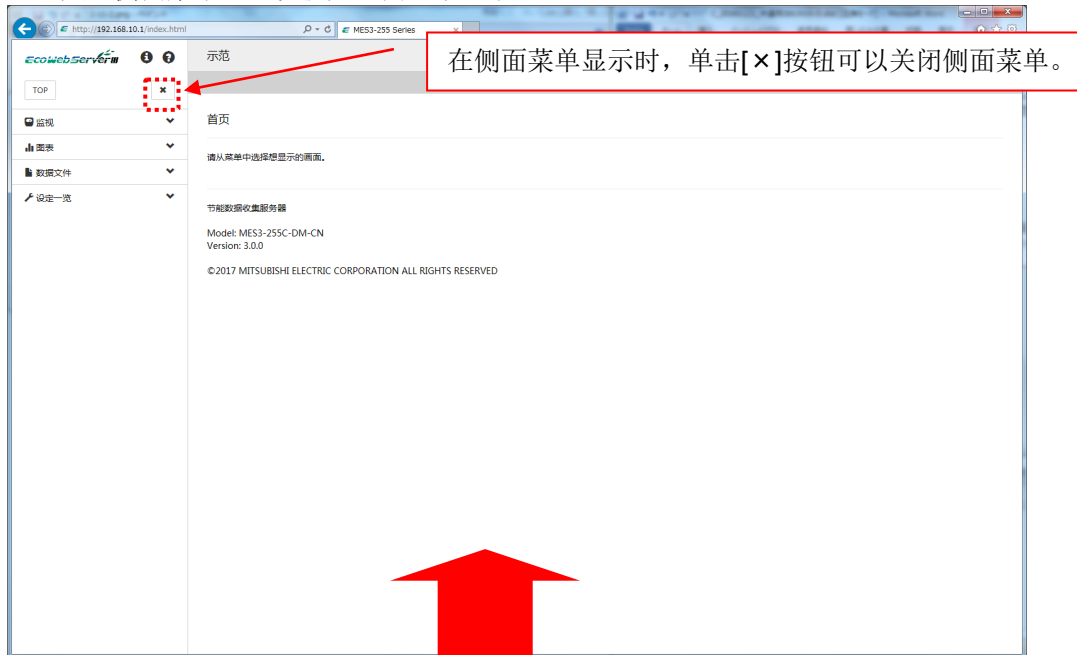 http://192.168.10.1/index.html
MES3-255 Series
EcoWebServerIII
示范
在侧面菜单显示时，单击[×]按钮可以关闭侧面菜单。
TOP
监视
首页
图表
请从菜单中选择想显示的画面。
数据文件
设定一览
节能数据收集服务器
Model: MES3-255C-DM-CN
Version: 3.0.0
©2017 MITSUBISHI ELECTRIC CORPORATION ALL RIGHTS RESERVED